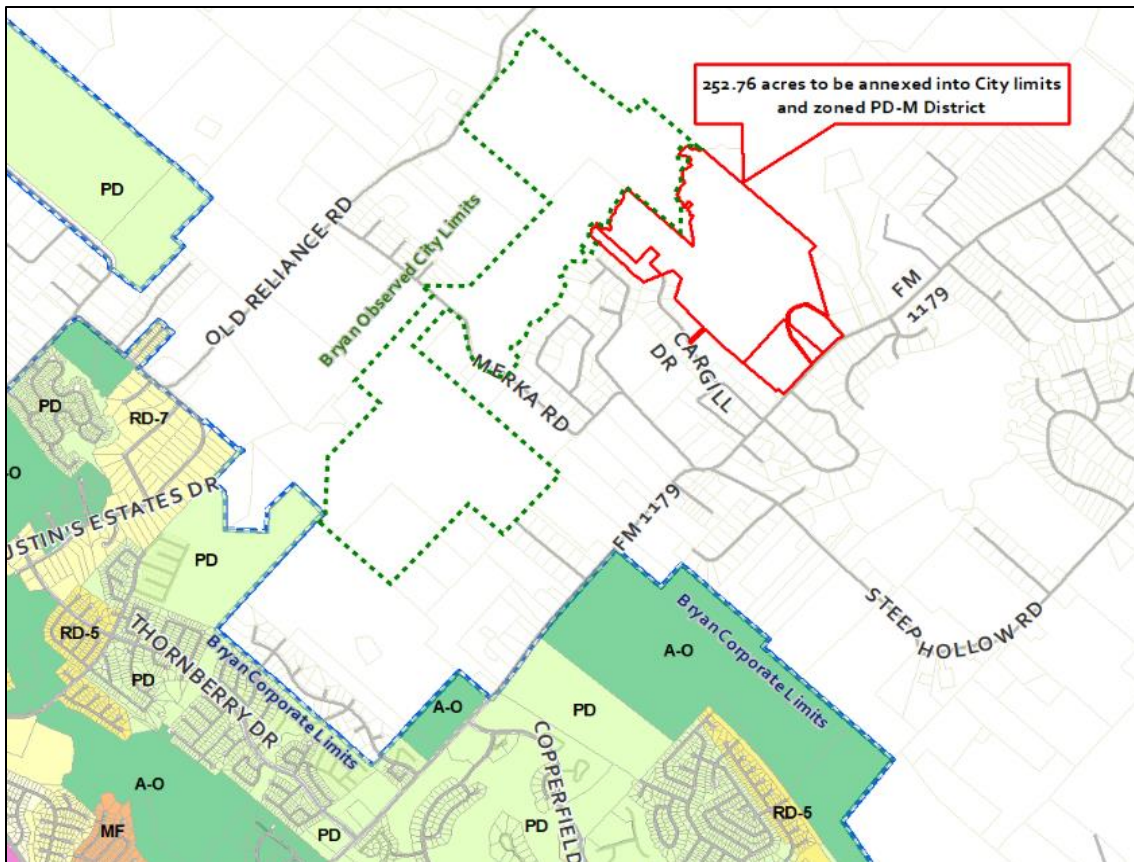 252.76 acres to be annexed into City limits
and zoned PD-M District
PD
OLD RELIANCE RD
Bryan Observed City Limits
FM
1179
CARGILL
DR
MERKA RD
PD
RD-7
-O
USTIN'S ESTATES DR
PD
FM 1179
STEEP HOLLOW RD
RD-5
THORNBERRY DR
PD
Bryan Corporate Limits
A-O
Bryan Corporate Limits
A-O
PD
COPPERFIELD
A-O
RD-5
MF
PD
PD